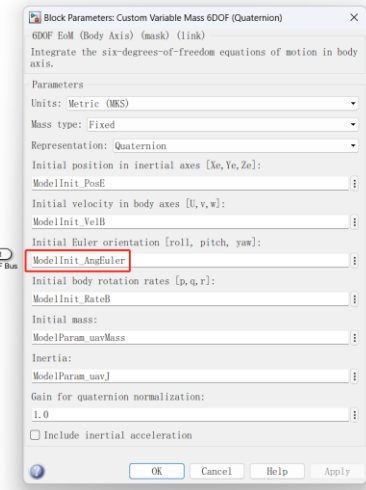 Block Parameters: Custom Variable Mass 6DOF (Quaternion)
6DOF EoM (Body Axis) (mask) (link)
Integrate the six-degrees-of-freedom equations of motion in body
axis.
Parameters
Units: Metric (MKS)
Mass type: Fixed
Representation: Quaternion
Initial position in inertial axes [Xe,Ye,Ze]:
ModelInit_PosE
Initial velocity in body axes [U,v,w]:
ModelInit_VelB
Initial Euler orientation [roll, pitch, yaw]:
ModelInit_AngEuler
F Bus
Initial body rotation rates [p,q,r]:
ModelInit_RateB
Initial mass:
ModelParam_uavMass
Inertia:
ModelParam_uavJ
Gain for quaternion normalization:
1.0
Include inertial acceleration
OK Cancel Help Apply